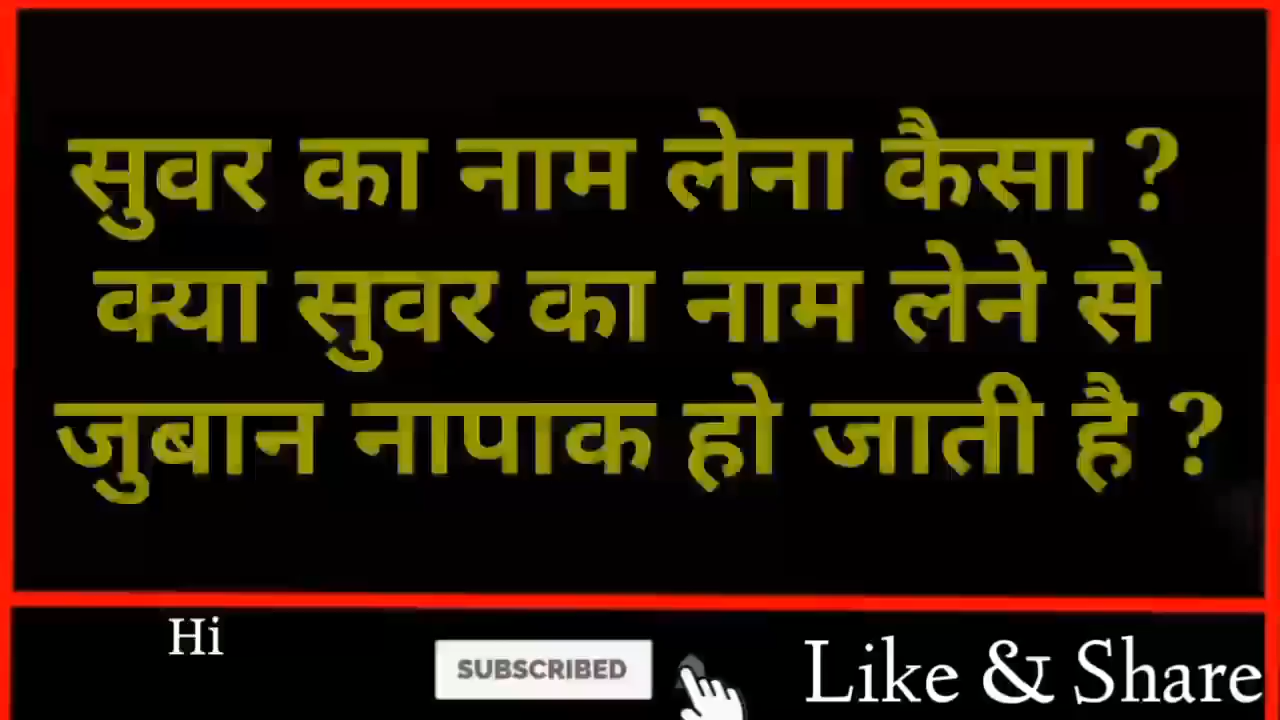 सुवर का नाम लेना कैसा ?
क्या सुवर का नाम लेने से
जुबान नापाक हो जाती है ?
Hi
SUBSCRIBED
Like & Share